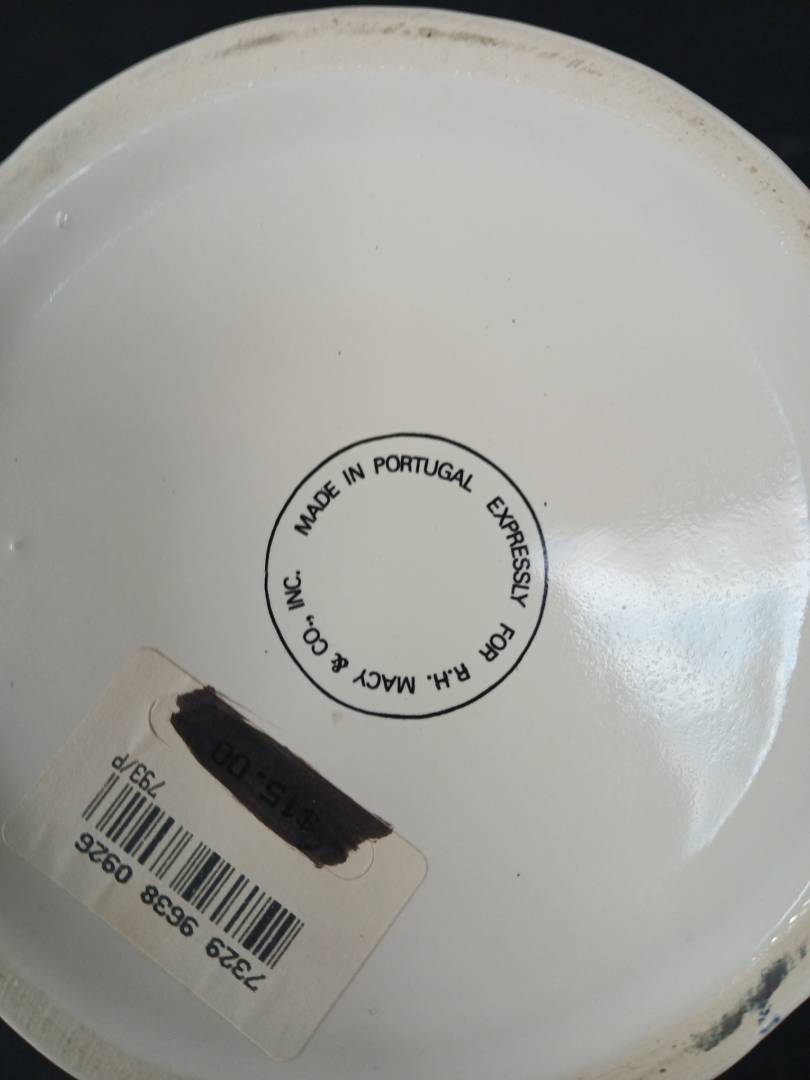 MADE IN PORTUGAL EXPRESSLY FOR R.H. MACY & CO., INC.
$15.00
793/P
7329 9638 0926